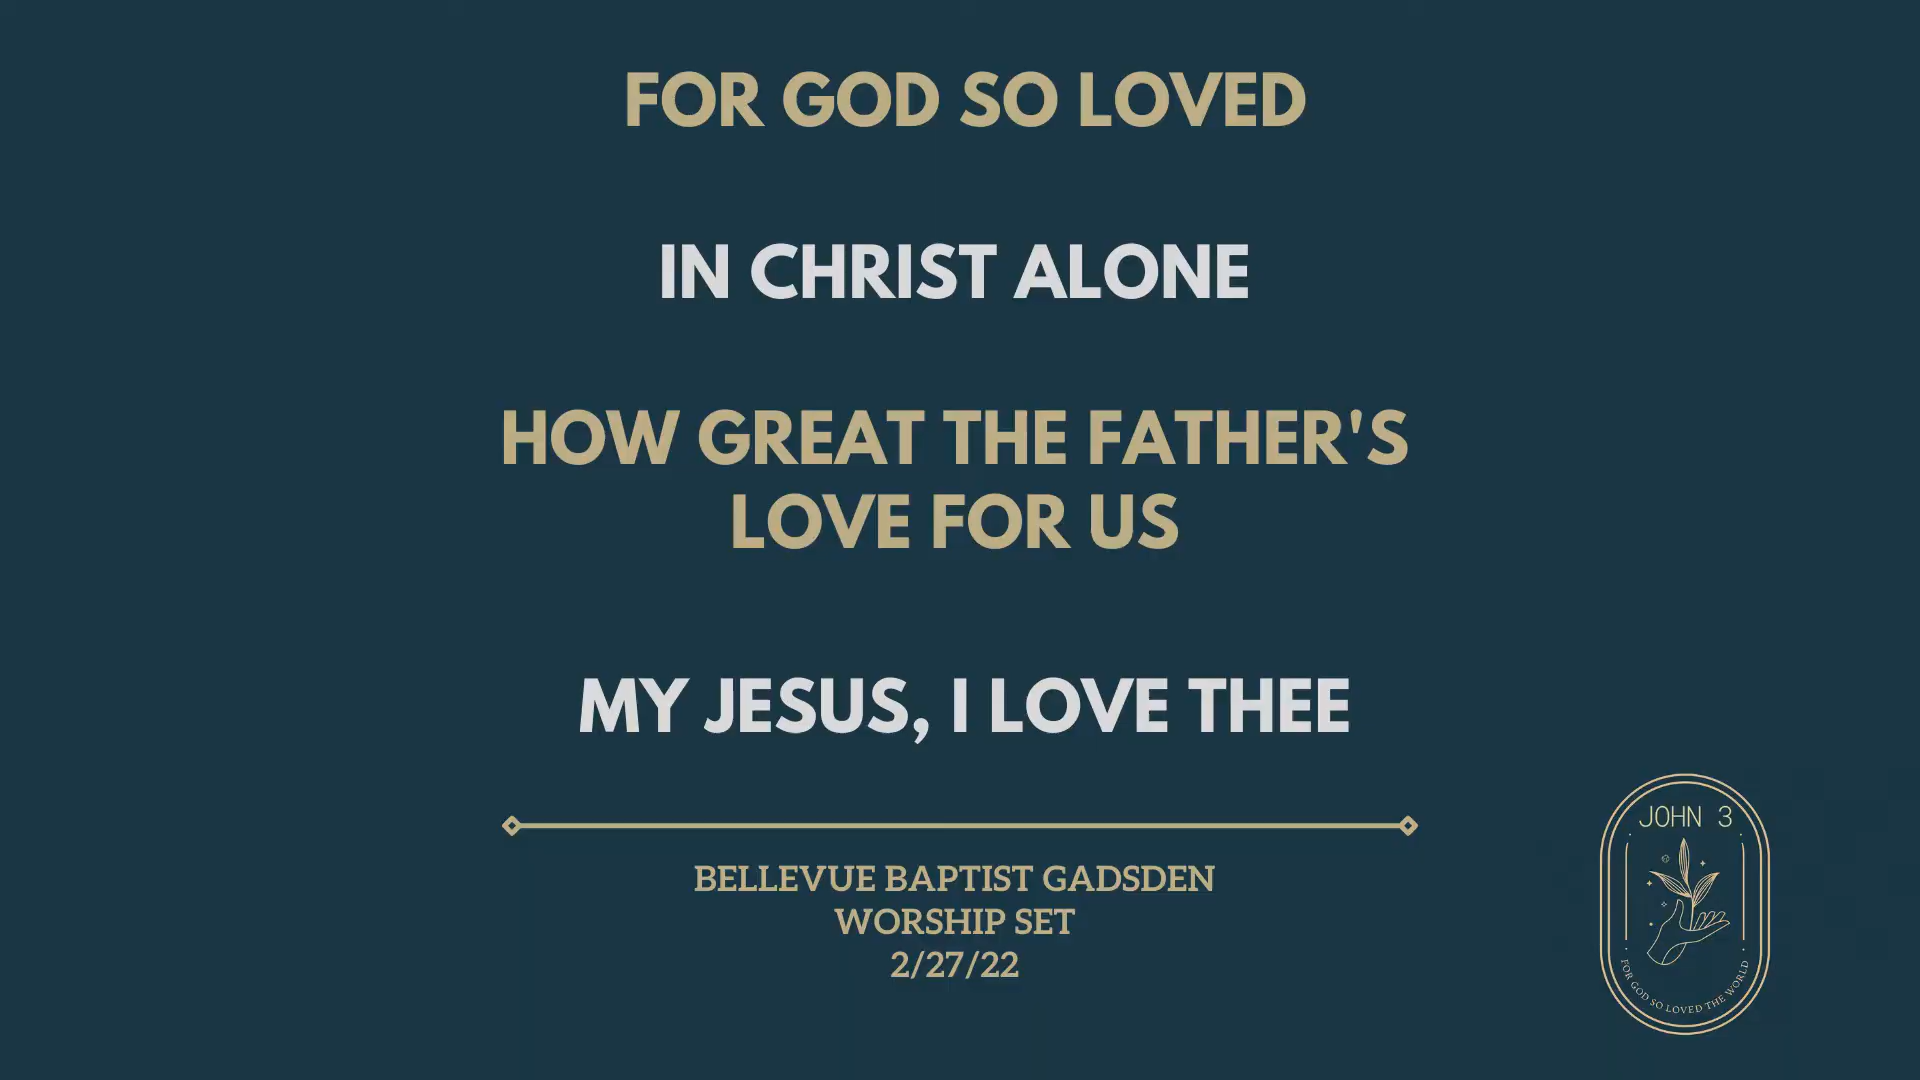 FOR GOD SO LOVED
IN CHRIST ALONE
HOW GREAT THE FATHER'S
LOVE FOR US
MY JESUS, I LOVE THEE
BELLEVUE BAPTIST GADSDEN
WORSHIP SET
2/27/22
JOHN 3
FOR GOD SO LOVED THE WORLD